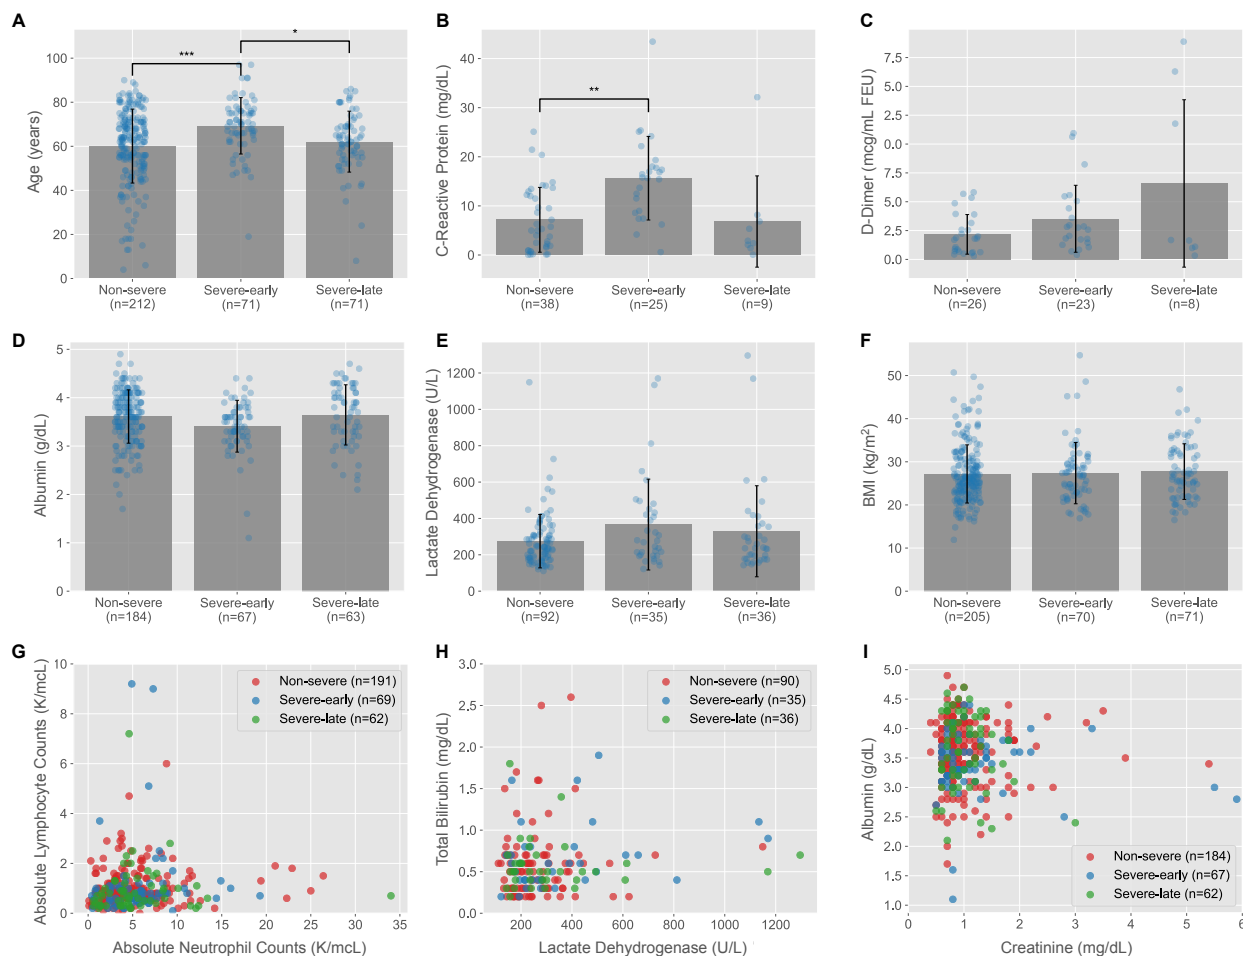 A
Age (years)
100
80
60
40
20
0
***
*
Non-severe
(n=212)
Severe-early
(n=71)
Severe-late
(n=71)
B
C-Reactive Protein (mg/dL)
40
30
20
10
0
**
Non-severe
(n=38)
Severe-early
(n=25)
Severe-late
(n=9)
C
D-Dimer (mcg/mL FEU)
7.5
5.0
2.5
0.0
7.5
5.0
2.5
0.0
Non-severe
(n=26)
Severe-early
(n=23)
Severe-late
(n=8)
D
Albumin (g/dL)
5
4
3
2
1
0
Non-severe
(n=184)
Severe-early
(n=67)
Severe-late
(n=63)
E
Lactate Dehydrogenase (U/L)
1200
1000
800
600
400
200
0
Non-severe
(n=92)
Severe-early
(n=35)
Severe-late
(n=36)
F
BMI (kg/m²)
50
40
30
20
10
0
Non-severe
(n=205)
Severe-early
(n=70)
Severe-late
(n=71)
G
Absolute Lymphocyte Counts (K/mcL)
10
8
6
4
2
0
Non-severe (n=191)
Severe-early (n=69)
Severe-late (n=62)
0 5 10 15 20 25 30 35
Absolute Neutrophil Counts (K/mcL)
H
Total Bilirubin (mg/dL)
3.0
2.5
2.0
1.5
1.0
0.5
0.0
Non-severe (n=90)
Severe-early (n=35)
Severe-late (n=36)
200 400 600 800 1000 1200
Lactate Dehydrogenase (U/L)
I
Albumin (g/dL)
5.0
4.5
4.0
3.5
3.0
2.5
2.0
1.5
1.0
Non-severe (n=184)
Severe-early (n=67)
Severe-late (n=62)
0 1 2 3 4 5 6
Creatinine (mg/dL)